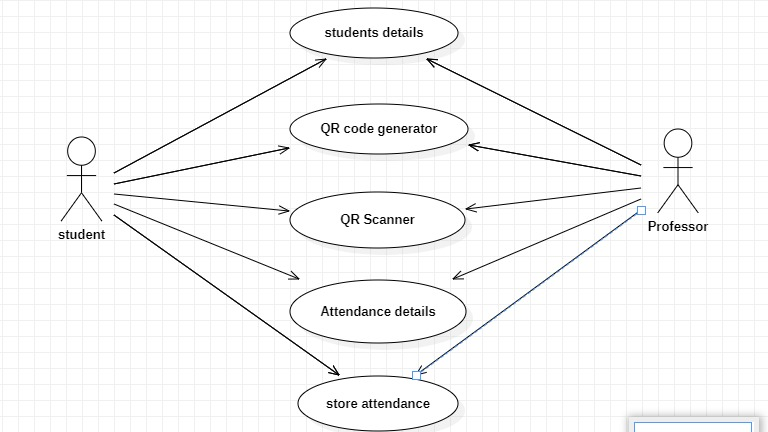 students details
QR code generator
QR Scanner
student
Professor
Attendance details
store attendance